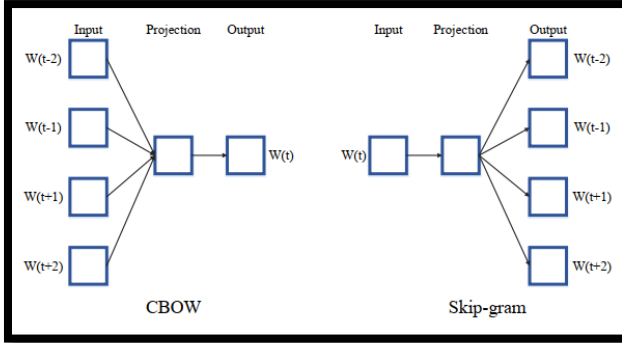 Input Projection Output Input Projection Output
W(t-2) W(t-2)
W(t-1) W(t-1)
W(t) W(t)
W(t+1) W(t+1)
W(t+2) W(t+2)
CBOW Skip-gram